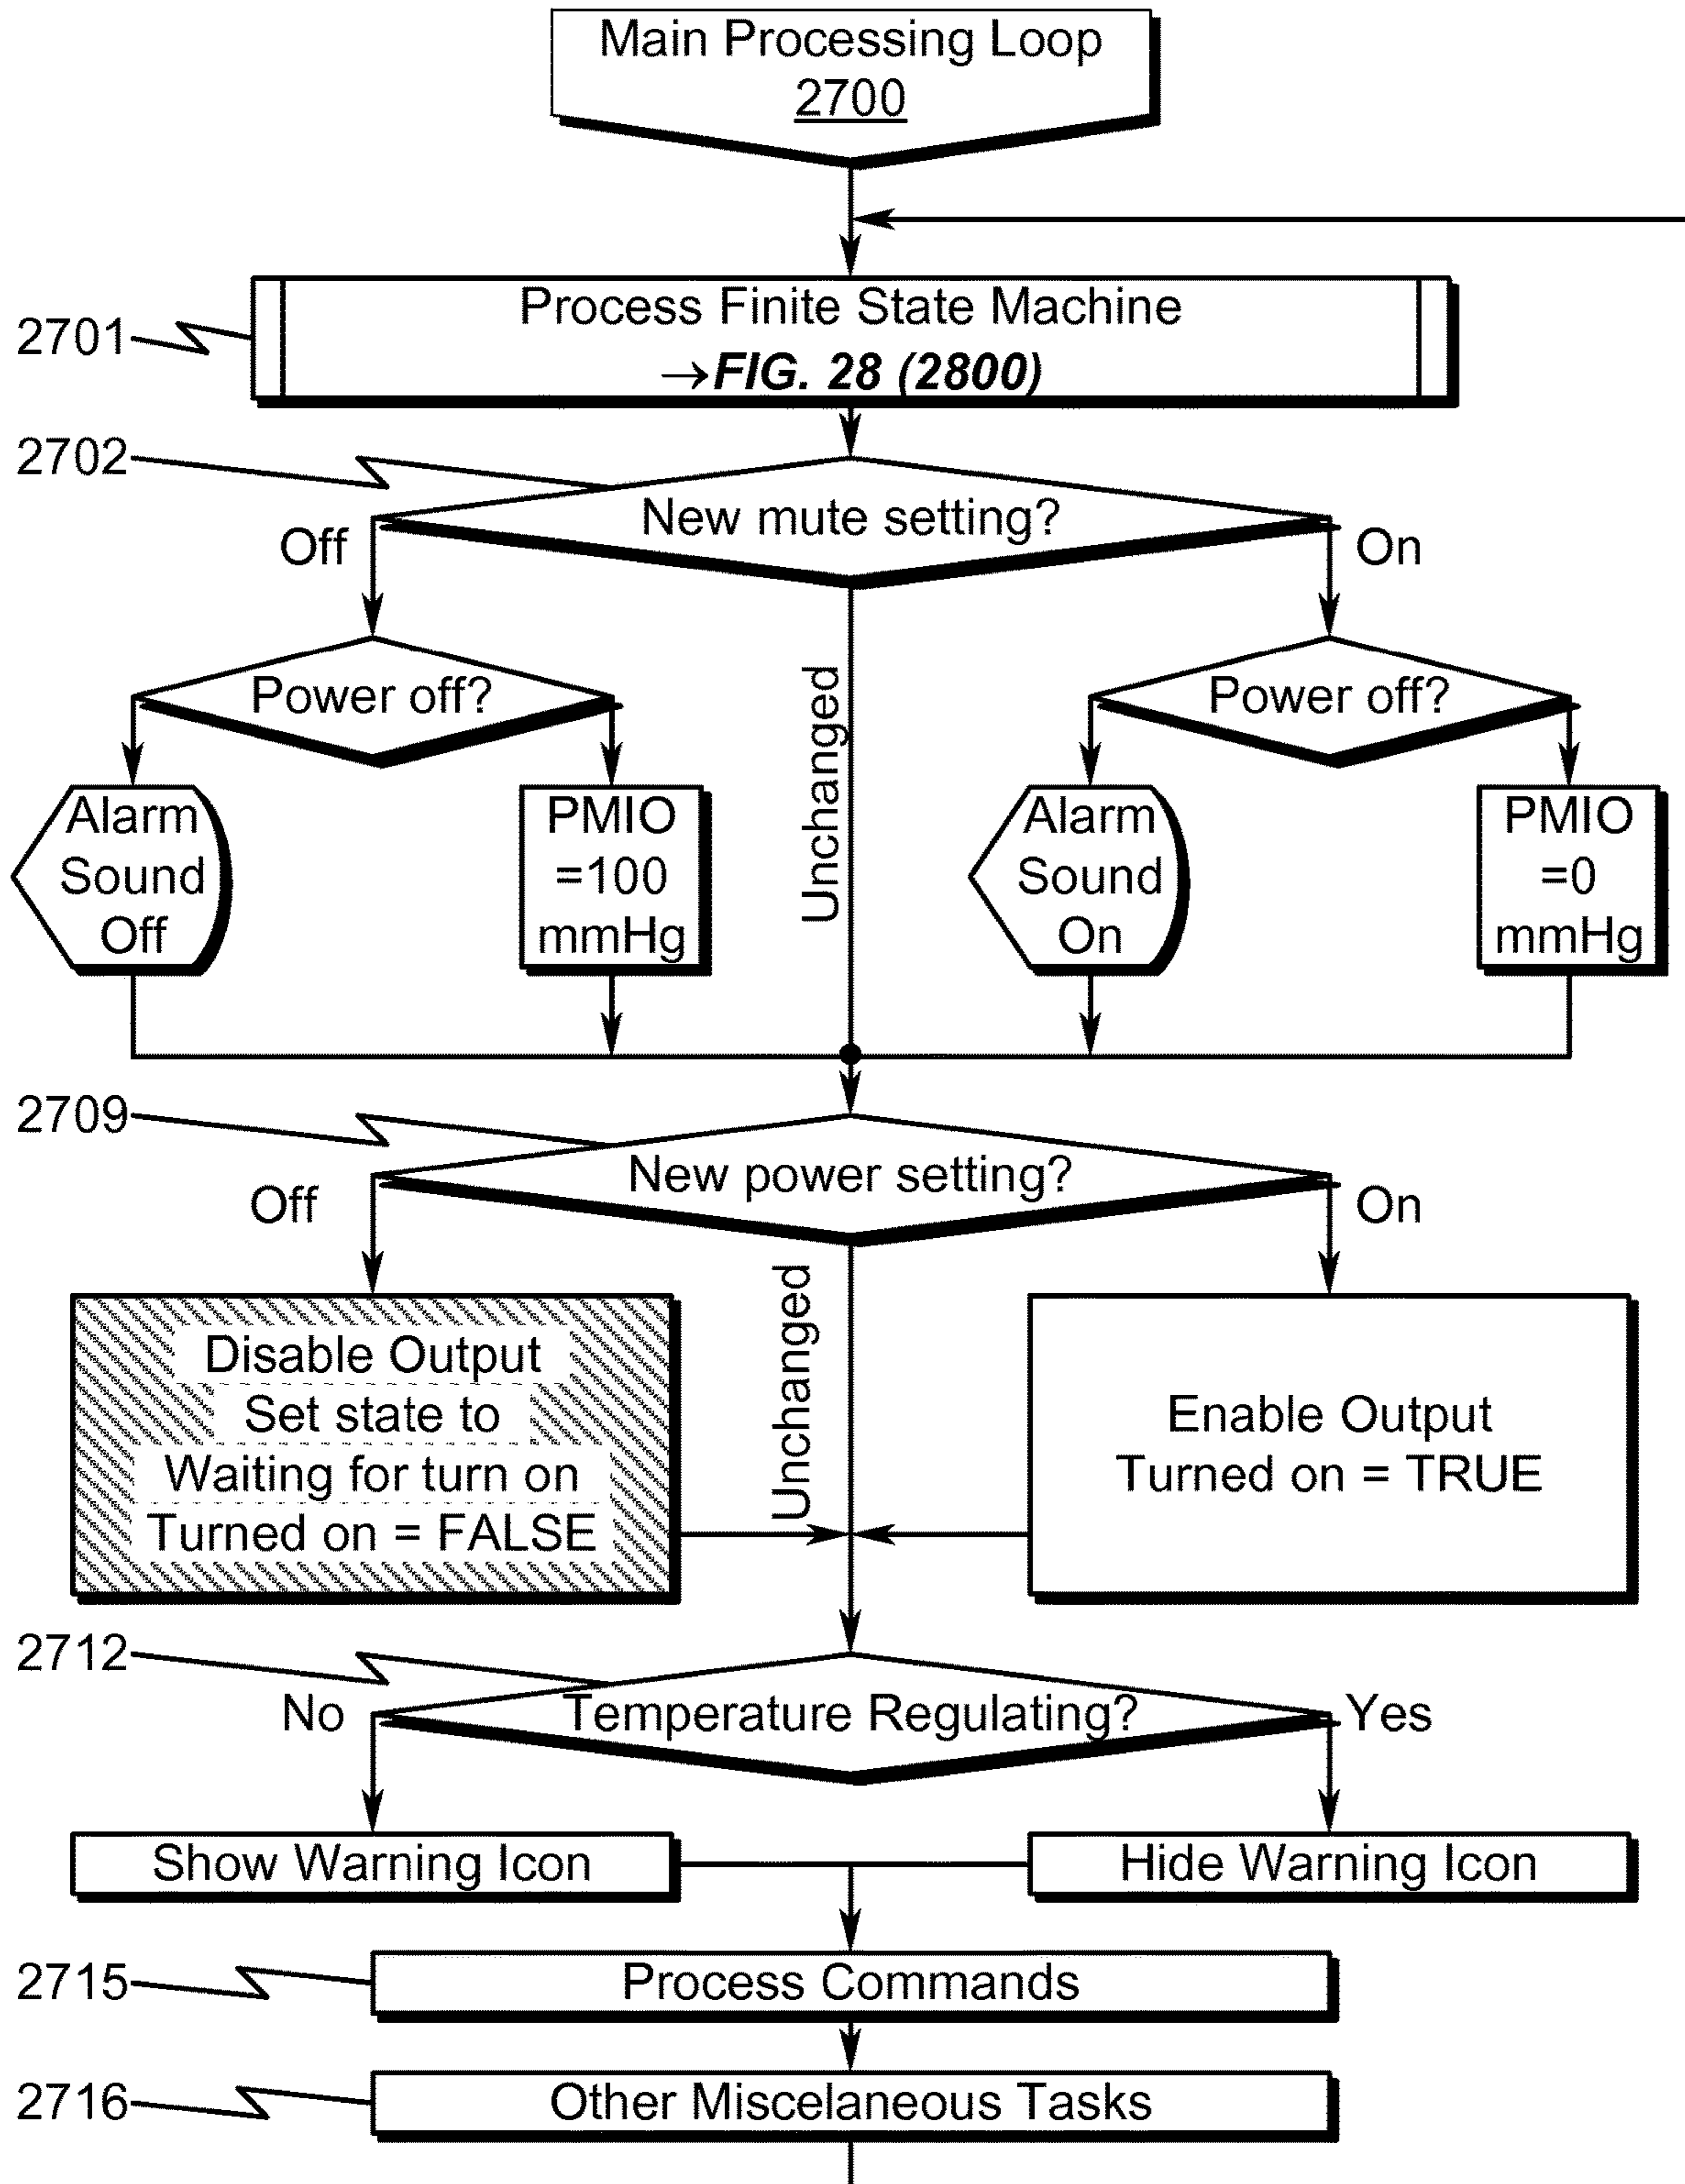 Main Processing Loop
2700
2701
Process Finite State Machine
→FIG. 28 (2800)
2702
New mute setting?
Off
On
Power off?
Unchanged
Power off?
Alarm
Sound
Off
PMIO
=100
mmHg
Alarm
Sound
On
PMIO
=0
mmHg
2709
New power setting?
Off
On
Disable Output
Set state to
Waiting for turn on
Turned on = FALSE
Unchanged
Enable Output
Turned on = TRUE
2712
No
Temperature Regulating?
Yes
Show Warning Icon
Hide Warning Icon
2715
Process Commands
2716
Other Miscelaneous Tasks